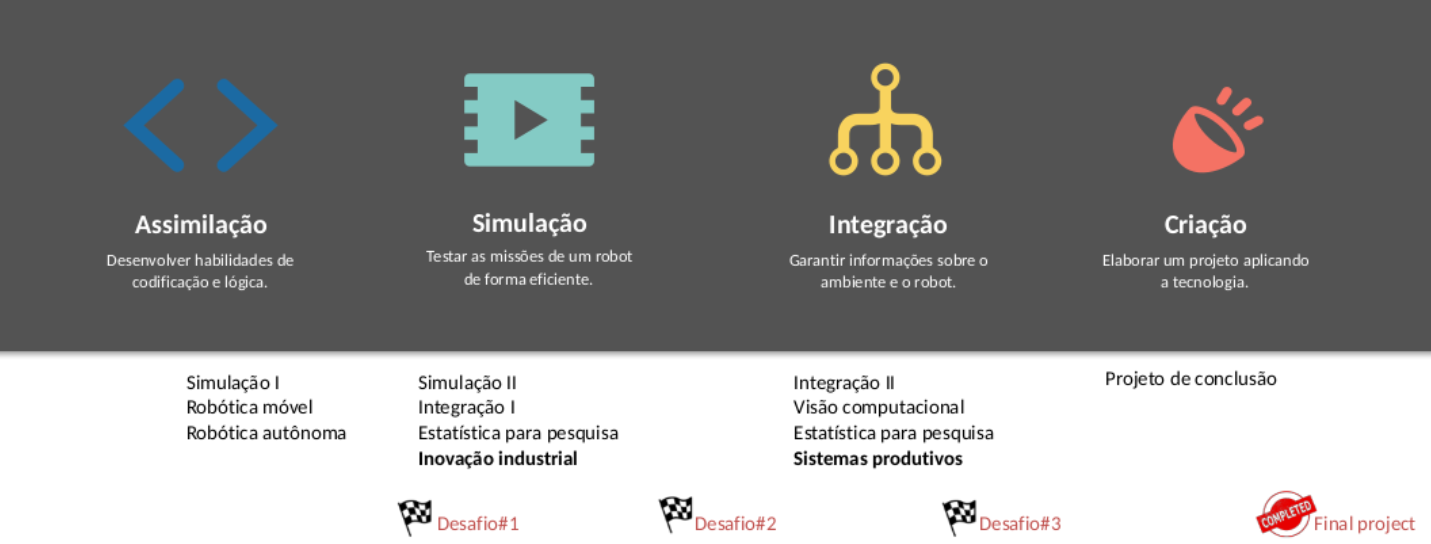 Assimilação
Desenvolver habilidades de
codificação e lógica.
Simulação
Testar as missões de um robot
de forma eficiente.
Integração
Garantir informações sobre o
ambiente e o robot.
Criação
Elaborar um projeto aplicando
a tecnologia.
Simulação I
Robótica móvel
Robótica autônoma
Simulação II
Integração I
Estatística para pesquisa
Inovação industrial
Integração II
Visão computacional
Estatística para pesquisa
Sistemas produtivos
Projeto de conclusão
Desafio#1
Desafio#2
Desafio#3
COMPLETED
Final project